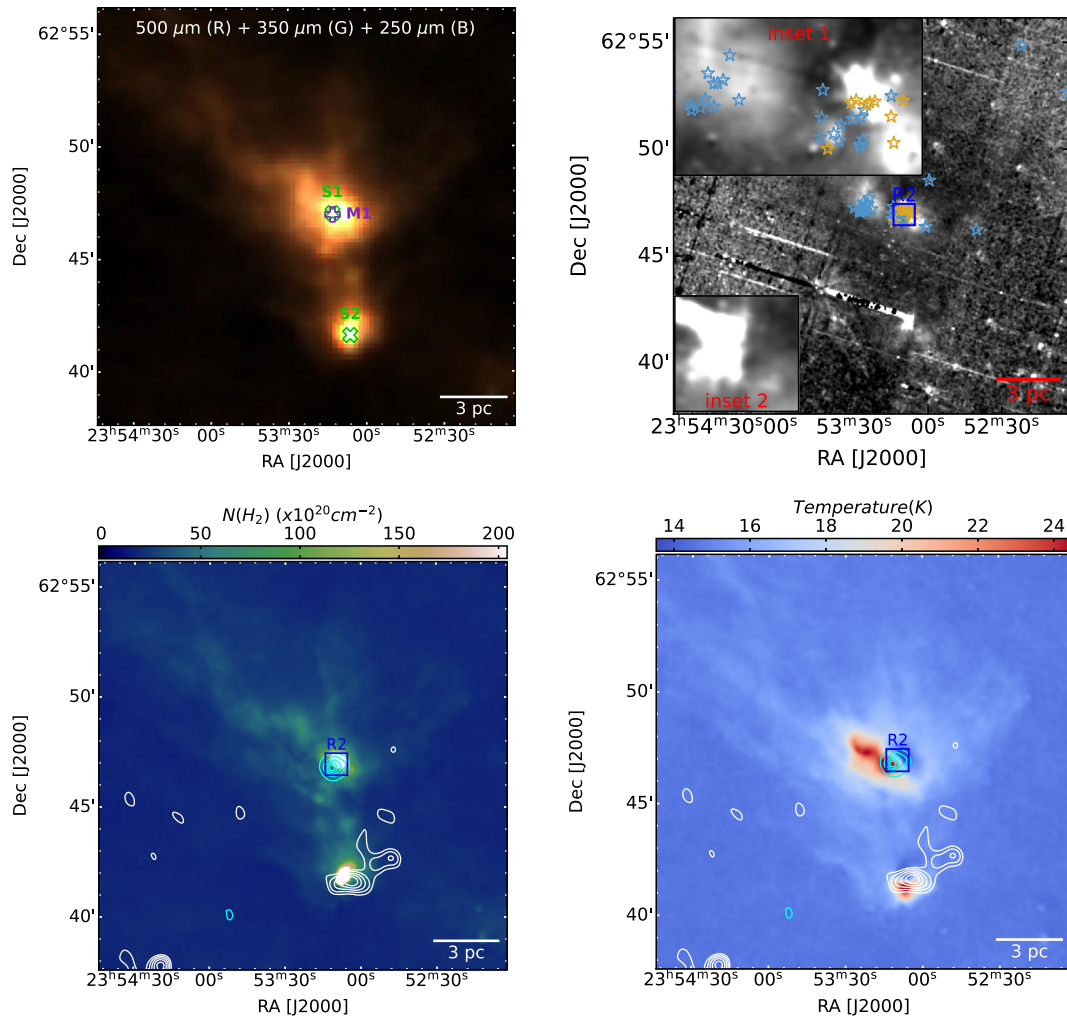 500 μm (R) + 350 μm (G) + 250 μm (B)
62°55'
50'
45'
40'
Dec [J2000]
S1
M1
S2
3 pc
23h54m30s 00s 53m30s 00s 52m30s
RA [J2000]
62°55'
50'
45'
40'
Dec [J2000]
inset 1
R2
inset 2
3 pc
23h54m30s 00s 53m30s 00s 52m30s
RA [J2000]
N(H2) (x10^20cm^−2)
0 50 100 150 200
62°55'
50'
45'
40'
Dec [J2000]
R2
3 pc
23h54m30s 00s 53m30s 00s 52m30s
RA [J2000]
Temperature(K)
14 16 18 20 22 24
62°55'
50'
45'
40'
Dec [J2000]
R2
3 pc
23h54m30s 00s 53m30s 00s 52m30s
RA [J2000]